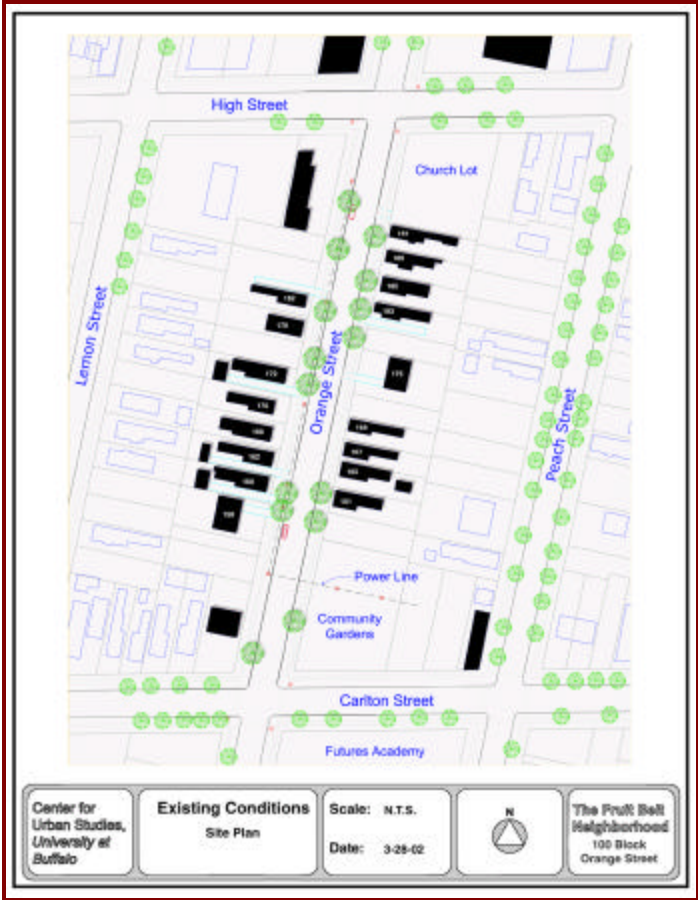 High Street
Church Lot
Lemon Street
Orange Street
Peach Street
175
Power Line
Community
Gardens
Carlton Street
Futures Academy
Center for
Urban Studies,
University at
Buffalo
Existing Conditions
Site Plan
Scale: N.T.S.
Date: 3-28-02
N
The Fruit Belt
Neighborhood
100 Block
Orange Street